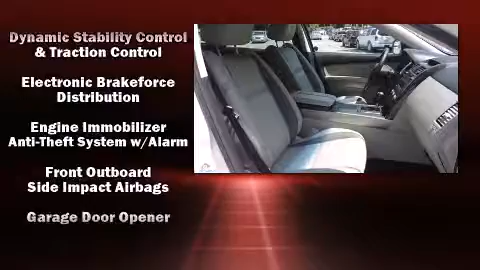 Dynamic Stability Control
& Traction Control
Electronic Brakeforce
Distribution
Engine Immobilizer
Anti-Theft System w/Alarm
Front Outboard
Side Impact Airbags
Garage Door Opener